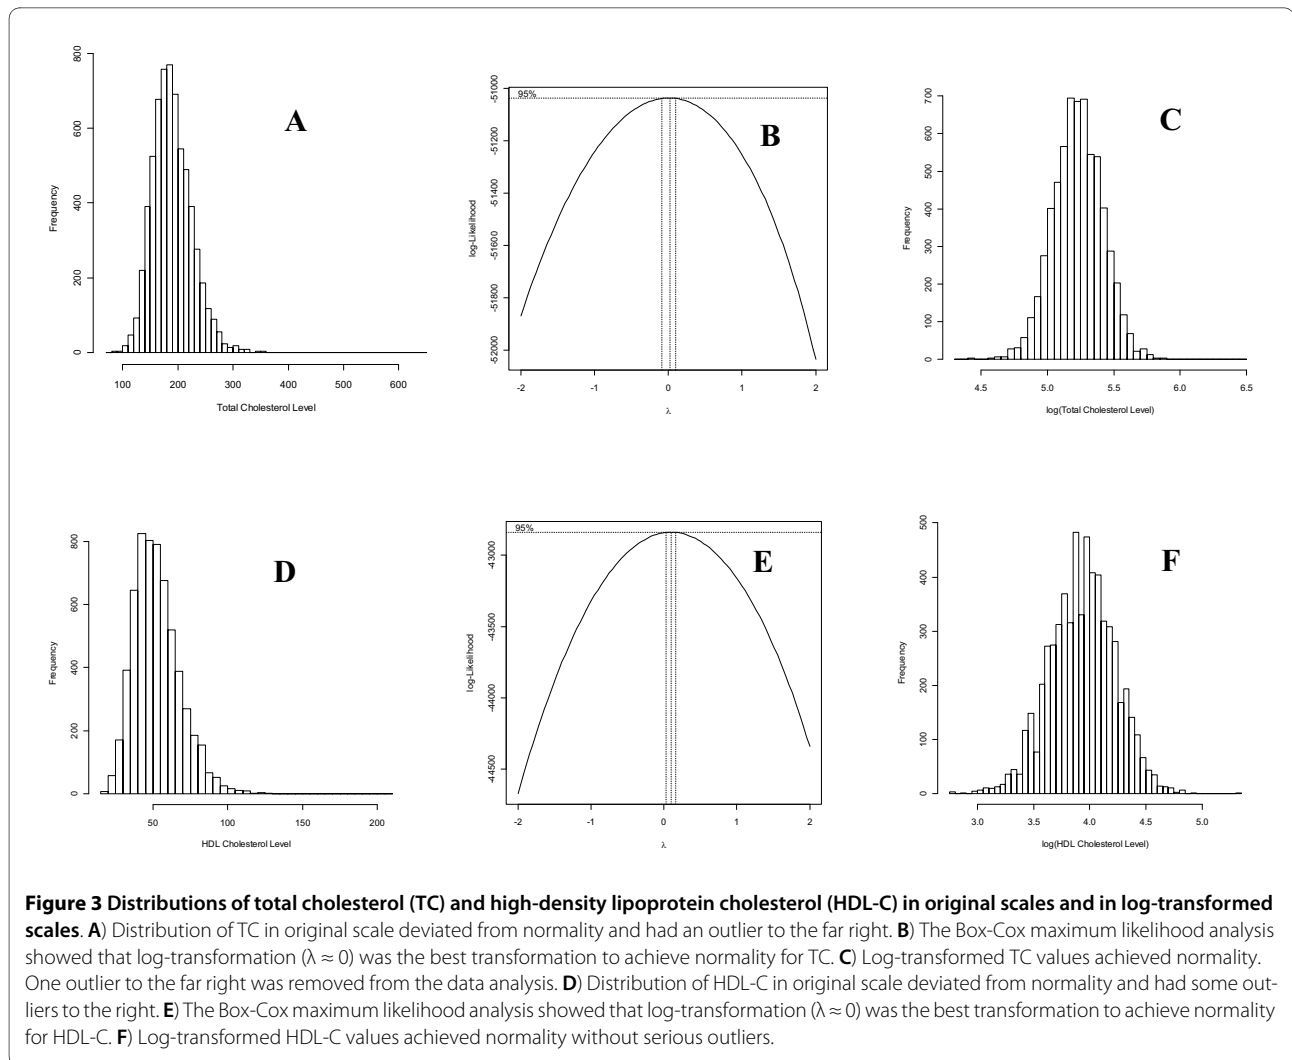 A
Frequency
0 200 400 600 800
100 200 300 400 500 600
Total Cholesterol Level
B
95%
log-Likelihood
-52000 -51800 -51600 -51400 -51200 -51000
-2 -1 0 1 2
λ
C
Frequency
0 100 200 300 400 500 600 700
4.5 5.0 5.5 6.0 6.5
log(Total Cholesterol Level)
D
Frequency
0 200 400 600 800
50 100 150 200
HDL Cholesterol Level
E
95%
log-Likelihood
-44500 -44000 -43500 -43000
-2 -1 0 1 2
λ
F
Frequency
0 100 200 300 400 500
3.0 3.5 4.0 4.5 5.0
log(HDL Cholesterol Level)
Figure 3 Distributions of total cholesterol (TC) and high-density lipoprotein cholesterol (HDL-C) in original scales and in log-transformed
scales. A) Distribution of TC in original scale deviated from normality and had an outlier to the far right. B) The Box-Cox maximum likelihood analysis
showed that log-transformation (λ ≈ 0) was the best transformation to achieve normality for TC. C) Log-transformed TC values achieved normality.
One outlier to the far right was removed from the data analysis. D) Distribution of HDL-C in original scale deviated from normality and had some out-
liers to the right. E) The Box-Cox maximum likelihood analysis showed that log-transformation (λ ≈ 0) was the best transformation to achieve normality
for HDL-C. F) Log-transformed HDL-C values achieved normality without serious outliers.